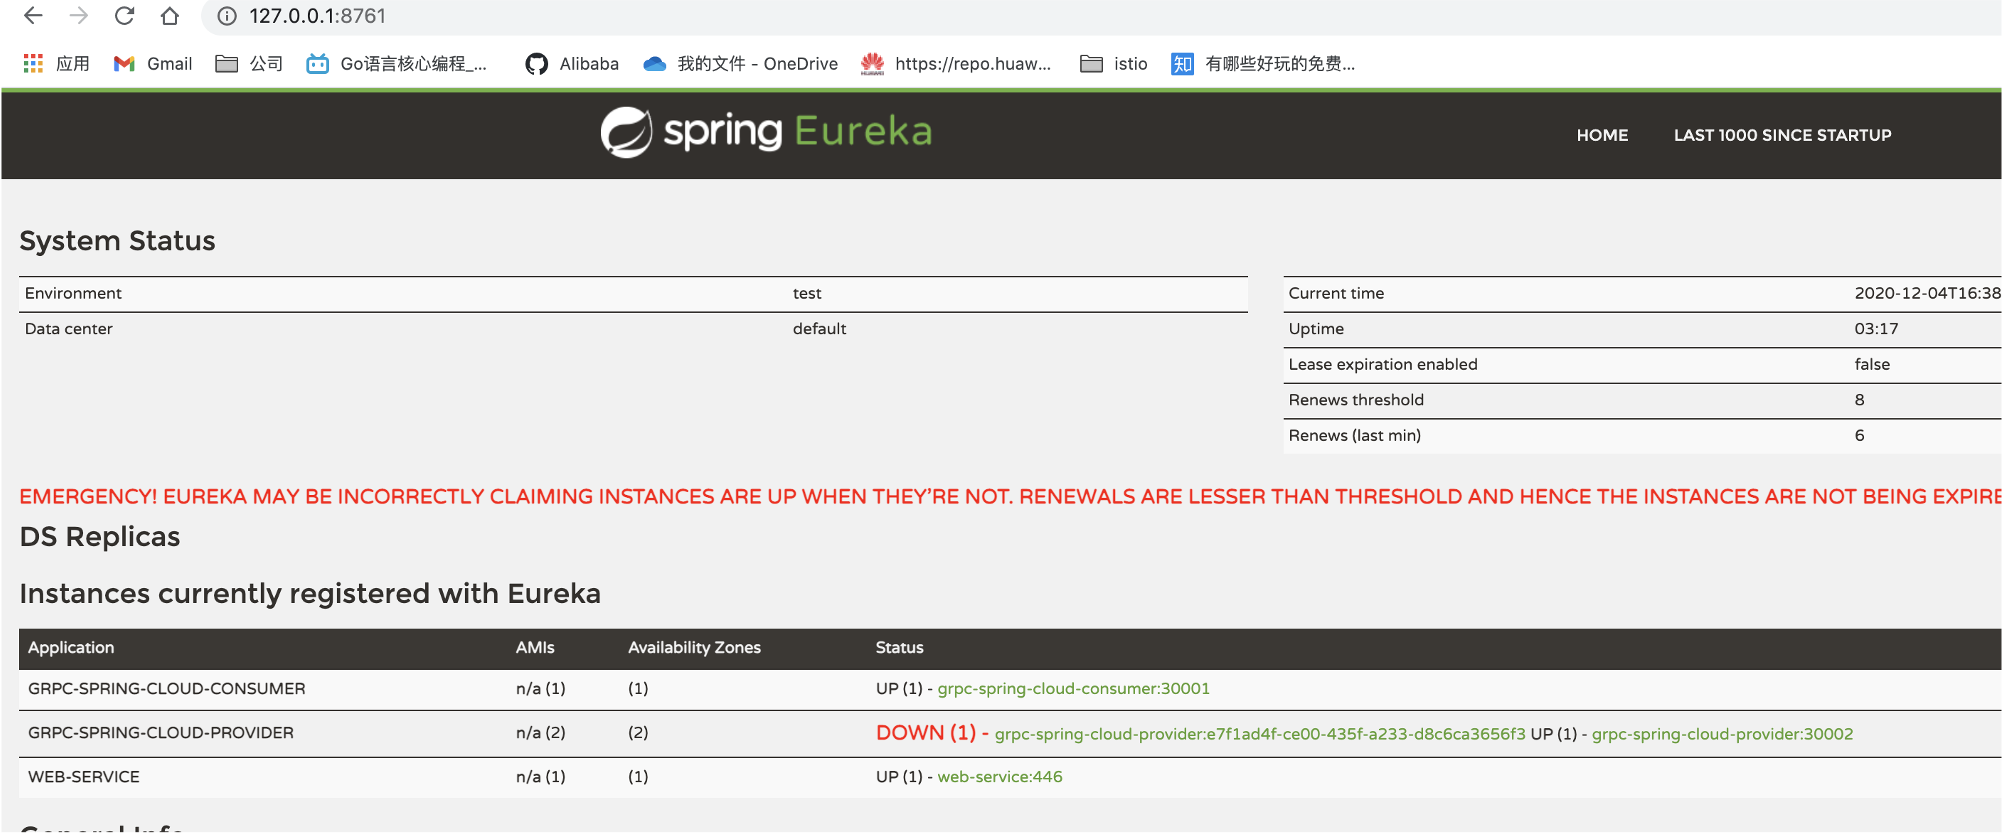 127.0.0.1:8761
应用 Gmail 公司 Go语言核心编程_... Alibaba 我的文件 - OneDrive https://repo.huaw... istio 知 有哪些好玩的免费...
HUAWEI
spring Eureka
HOME LAST 1000 SINCE STARTUP
System Status
Environment test
Data center default
Current time 2020-12-04T16:38
Uptime 03:17
Lease expiration enabled false
Renews threshold 8
Renews (last min) 6
EMERGENCY! EUREKA MAY BE INCORRECTLY CLAIMING INSTANCES ARE UP WHEN THEY'RE NOT. RENEWALS ARE LESSER THAN THRESHOLD AND HENCE THE INSTANCES ARE NOT BEING EXPIRE
DS Replicas
Instances currently registered with Eureka
Application AMIs Availability Zones Status
GRPC-SPRING-CLOUD-CONSUMER n/a (1) (1) UP (1) - grpc-spring-cloud-consumer:30001
GRPC-SPRING-CLOUD-PROVIDER n/a (2) (2) DOWN (1) - grpc-spring-cloud-provider:e7f1ad4f-ce00-435f-a233-d8c6ca3656f3 UP (1) - grpc-spring-cloud-provider:30002
WEB-SERVICE n/a (1) (1) UP (1) - web-service:446
General Info